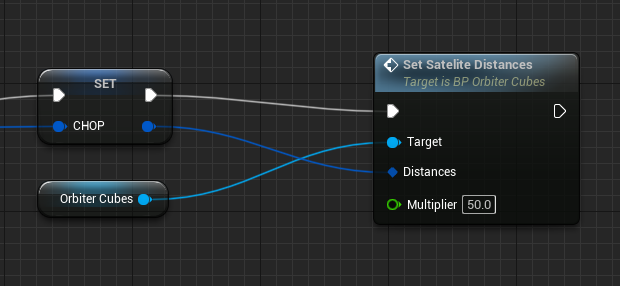 SET
CHOP
Orbiter Cubes
Set Satelite Distances
Target is BP Orbiter Cubes
Target
Distances
Multiplier 50.0